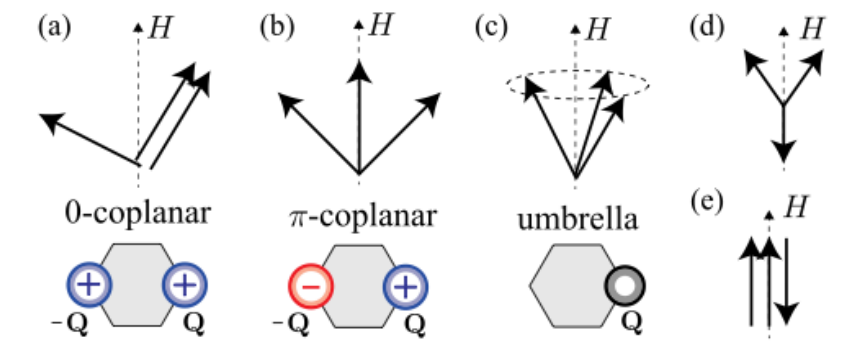 (a) H (b) H (c) H (d) H
0-coplanar π-coplanar umbrella (e) H
+ + − +
-Q Q -Q Q Q